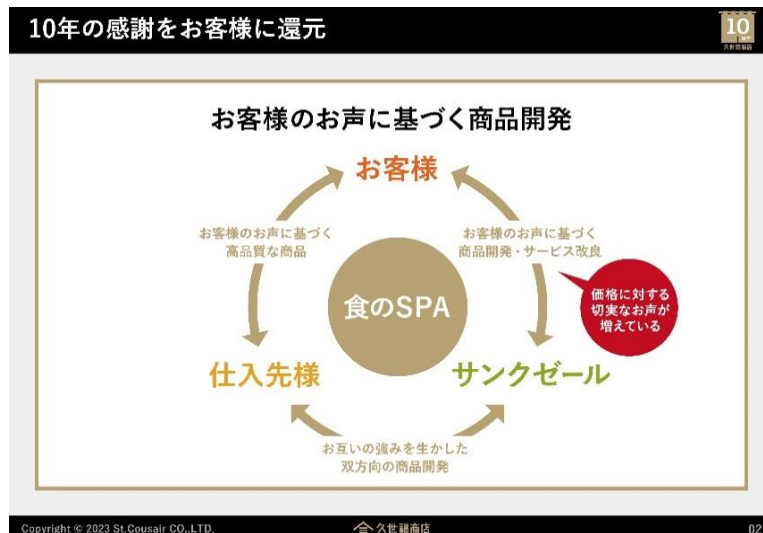 10年の感謝をお客様に還元
10
久世福商店
お客様のお声に基づく商品開発
お客様
お客様のお声に基づく
高品質な商品
お客様のお声に基づく
商品開発・サービス改良
食のSPA
価格に対する
切実なお声が
増えている
仕入先様
サンクゼール
お互いの強みを生かした
双方向の商品開発
Copyright © 2023 St.Cousair CO.,LTD.
久世福商店
02